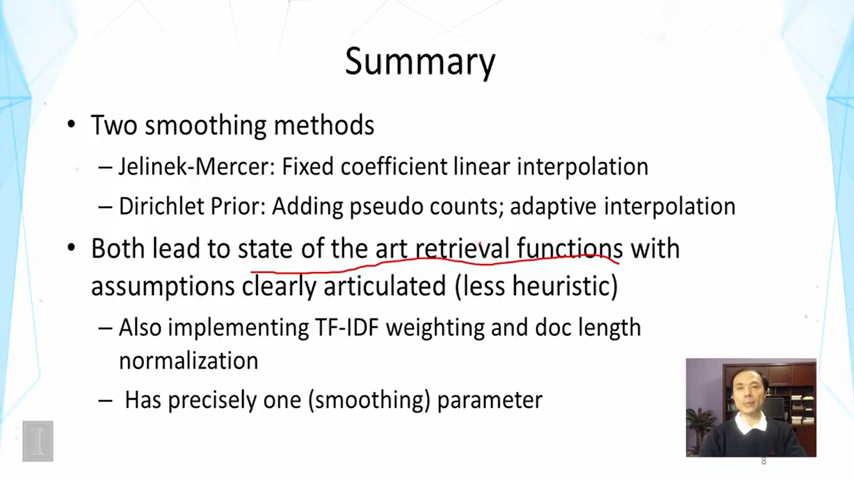 Summary
• Two smoothing methods
– Jelinek-Mercer: Fixed coefficient linear interpolation
– Dirichlet Prior: Adding pseudo counts; adaptive interpolation
• Both lead to state of the art retrieval functions with
assumptions clearly articulated (less heuristic)
– Also implementing TF-IDF weighting and doc length
normalization
– Has precisely one (smoothing) parameter
I
8